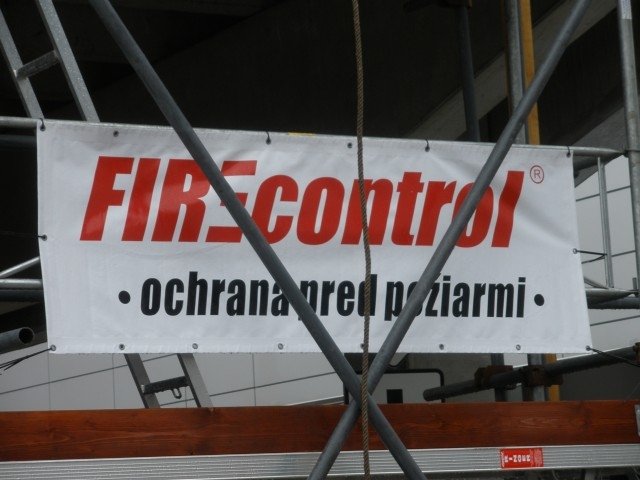 FIREcontrol®
• ochrana pred požiarmi •